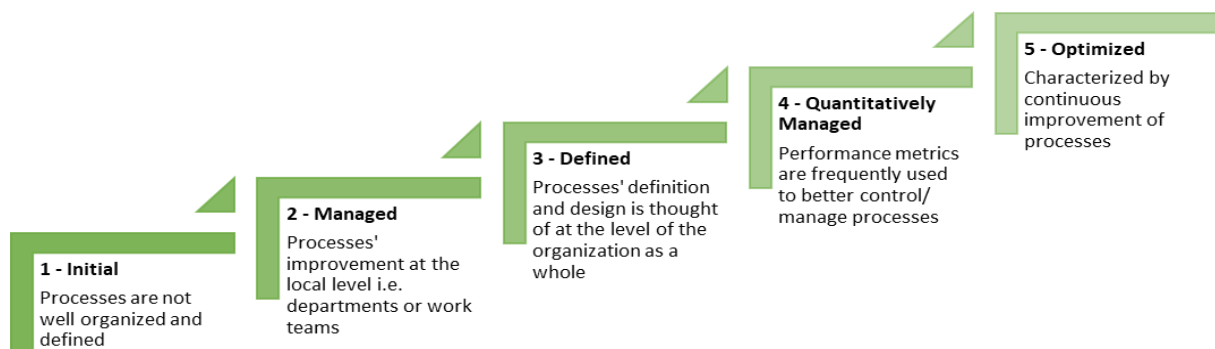 1 - Initial
Processes are not
well organized and
defined
2 - Managed
Processes'
improvement at the
local level i.e.
departments or work
teams
3 - Defined
Processes' definition
and design is thought
of at the level of the
organization as a
whole
4 - Quantitatively
Managed
Performance metrics
are frequently used
to better control/
manage processes
5 - Optimized
Characterized by
continuous
improvement of
processes